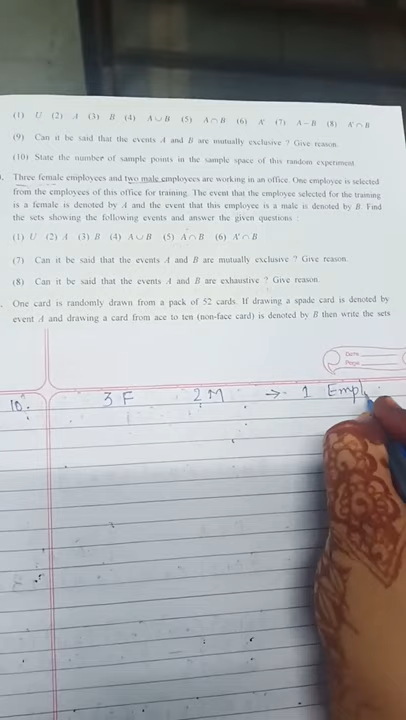 (1) U (2) A (3) B (4) A ∪ B (5) A ∩ B (6) A' (7) A − B (8) A' ∩ B
(9) Can it be said that the events A and B are mutually exclusive ? Give reason.
(10) State the number of sample points in the sample space of this random experiment.
Three female employees and two male employees are working in an office. One employee is selected
from the employees of this office for training. The event that the employee selected for the training
is a female is denoted by A and the event that this employee is a male is denoted by B. Find
the sets showing the following events and answer the given questions :
(1) U (2) A (3) B (4) A ∪ B (5) A ∩ B (6) A' ∩ B
(7) Can it be said that the events A and B are mutually exclusive ? Give reason.
(8) Can it be said that the events A and B are exhaustive ? Give reason.
One card is randomly drawn from a pack of 52 cards. If drawing a spade card is denoted by
event A and drawing a card from ace to ten (non-face card) is denoted by B then write the sets
Date
Page
10. 3 F 2 M → 1 Empl